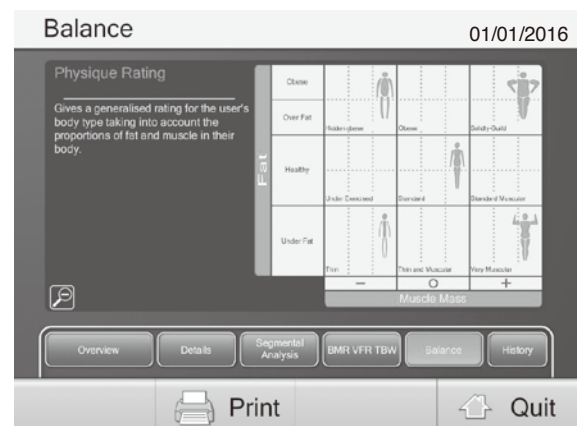 Balance
01/01/2016
Physique Rating
Gives a generalised rating for the user's
body type taking into account the
proportions of fat and muscle in their
body.
Fat
Obese
Over Fat
Healthy
Under Fat
Hidden obese
Obese
Solidly-Build
Under Exercised
Standard
Standard Muscular
Thin
Thin and Muscular
Very Muscular
− O +
Muscle Mass
Overview
Details
Segmental
Analysis
BMR VFR TBW
Balance
History
Print
Quit